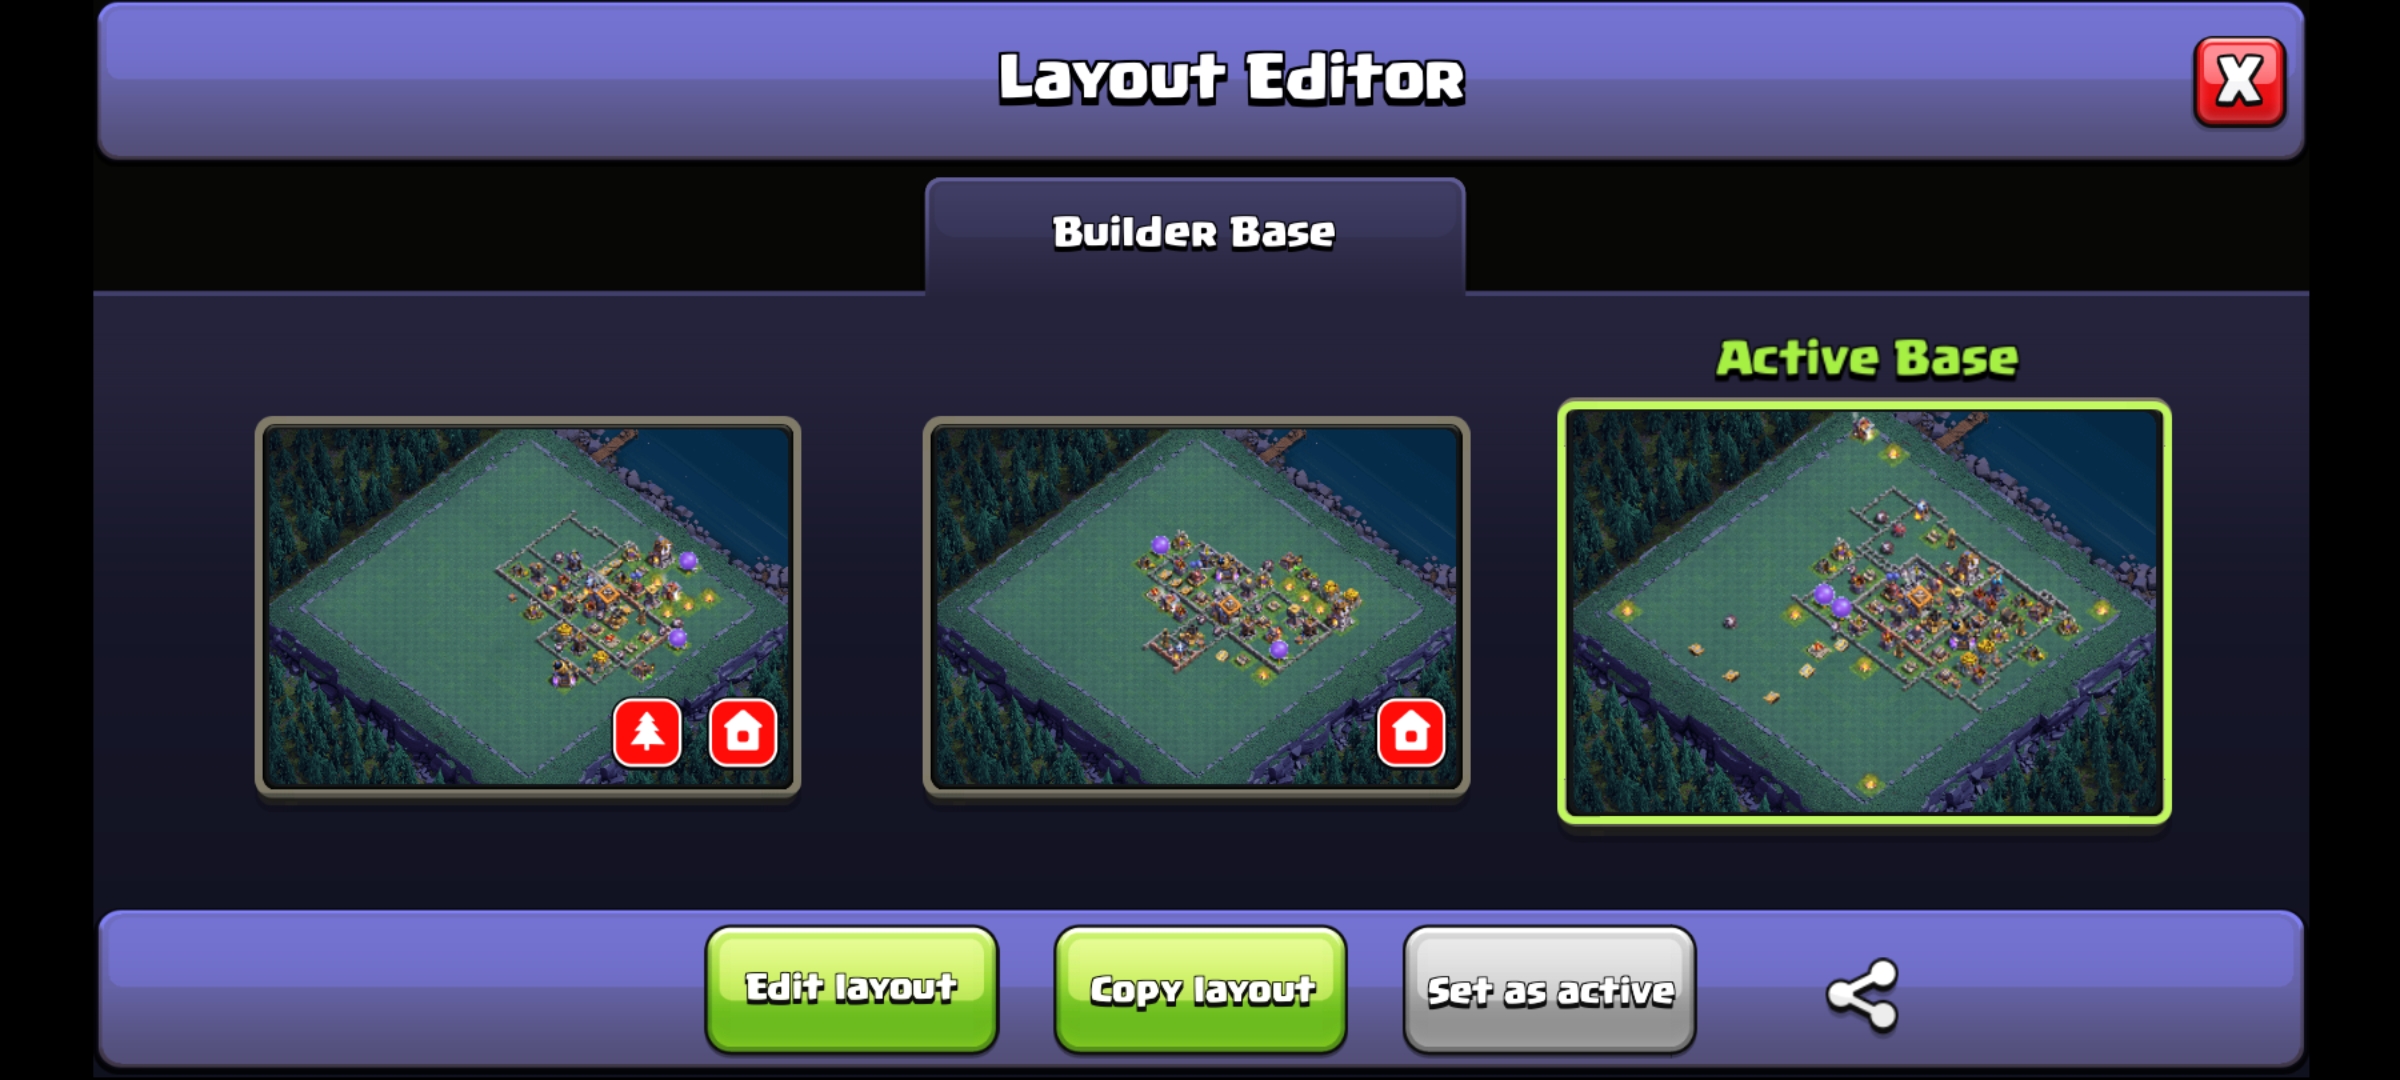 Layout Editor
X
Builder Base
Active Base
Edit layout
Copy layout
Set as active